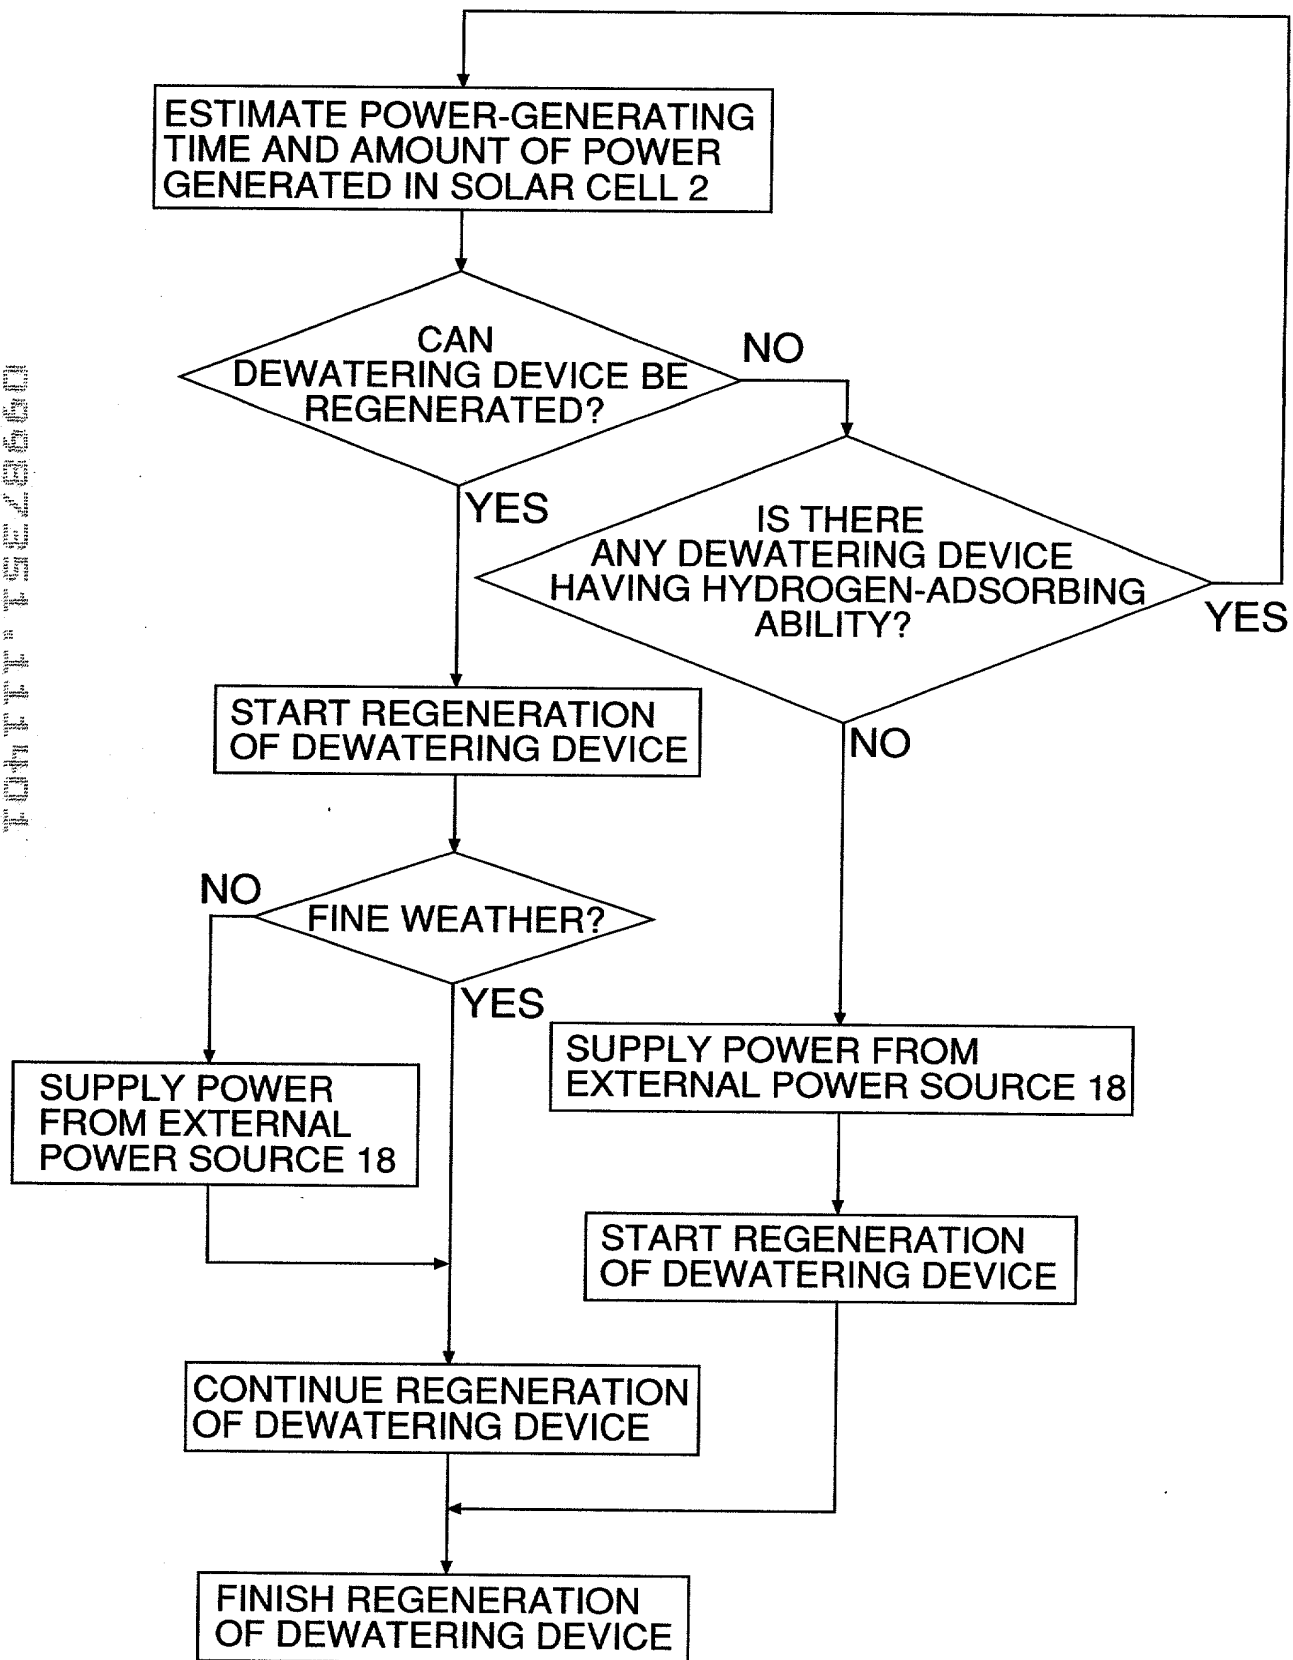 ESTIMATE POWER-GENERATING
TIME AND AMOUNT OF POWER
GENERATED IN SOLAR CELL 2
CAN
DEWATERING DEVICE BE
REGENERATED?
NO
YES
IS THERE
ANY DEWATERING DEVICE
HAVING HYDROGEN-ADSORBING
ABILITY?
YES
NO
START REGENERATION
OF DEWATERING DEVICE
FINE WEATHER?
NO
YES
SUPPLY POWER
FROM EXTERNAL
POWER SOURCE 18
SUPPLY POWER FROM
EXTERNAL POWER SOURCE 18
START REGENERATION
OF DEWATERING DEVICE
CONTINUE REGENERATION
OF DEWATERING DEVICE
FINISH REGENERATION
OF DEWATERING DEVICE